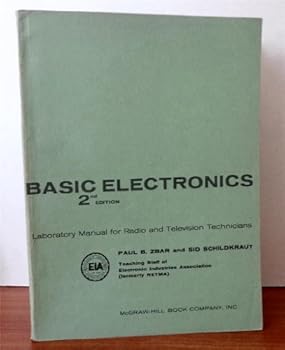 BASIC ELECTRONICS
2nd EDITION
Laboratory Manual for Radio and Television Technicians
PAUL B. ZBAR and SID SCHILDKRAUT
EIA
Teaching Staff of
Electronic Industries Association
(formerly RETMA)
McGRAW-HILL BOOK COMPANY, INC.